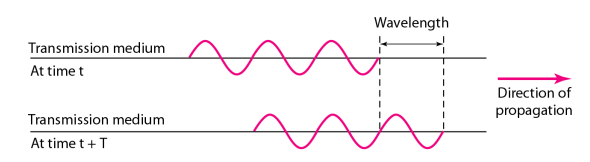 Wavelength
Transmission medium
At time t
Direction of
propagation
Transmission medium
At time t + T